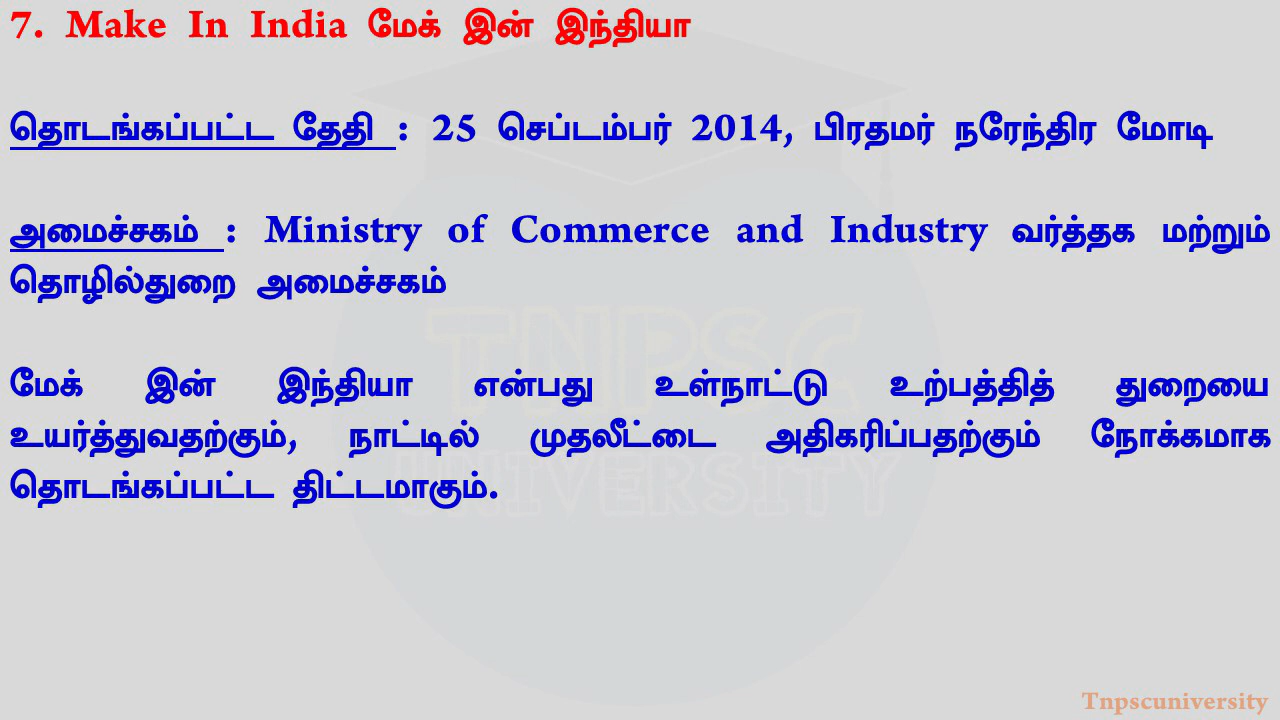 7. Make In India மேக் இன் இந்தியா
தொடங்கப்பட்ட தேதி : 25 செப்டம்பர் 2014, பிரதமர் நரேந்திர மோடி
அமைச்சகம் : Ministry of Commerce and Industry வர்த்தக மற்றும்
தொழில்துறை அமைச்சகம்
மேக் இன் இந்தியா என்பது உள்நாட்டு உற்பத்தித் துறையை
உயர்த்துவதற்கும், நாட்டில் முதலீட்டை அதிகரிப்பதற்கும் நோக்கமாக
தொடங்கப்பட்ட திட்டமாகும்.
TNPSC
UNIVERSITY
Tnpscuniversity